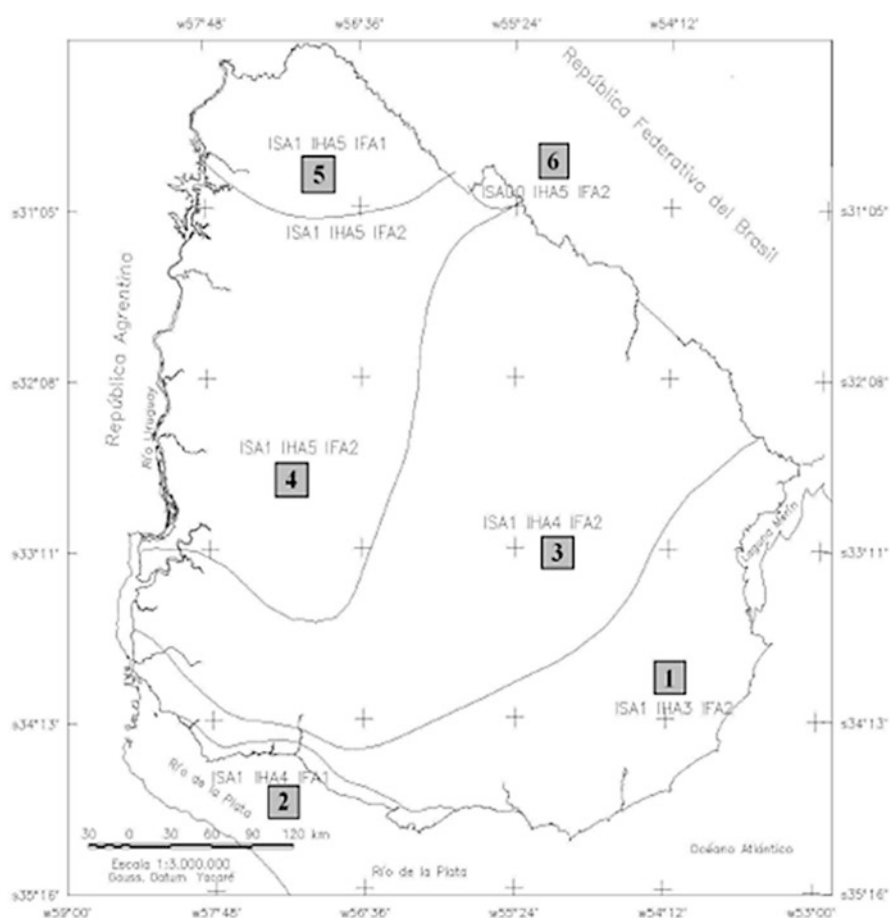 w57°48" w56°36" w55°24" w54°12"
República Federativa del Brasil
ISA1 IHA5 IFA1
5
6
ISA00 IHA5 IFA2
s31°05" s31°05"
ISA1 IHA5 IFA2
República Agrentino
Río Uruguay
s32°08" s32°08"
ISA1 IHA5 IFA2
4
ISA1 IHA4 IFA2
3
Laguna Merín
s33°11" s33°11"
1
ISA1 IHA3 IFA2
s34°13" s34°13"
Río de la Plata
ISA1 IHA4 IFA1
2
30 0 30 60 90 120 km
Escala 1:3.000.000
Gauss, Datum Yacaré
Río de la Plata
Océano Atlántico
s35°16" s35°16"
w59°00" w57°48" w56°36" w55°24" w54°12" w53°00"